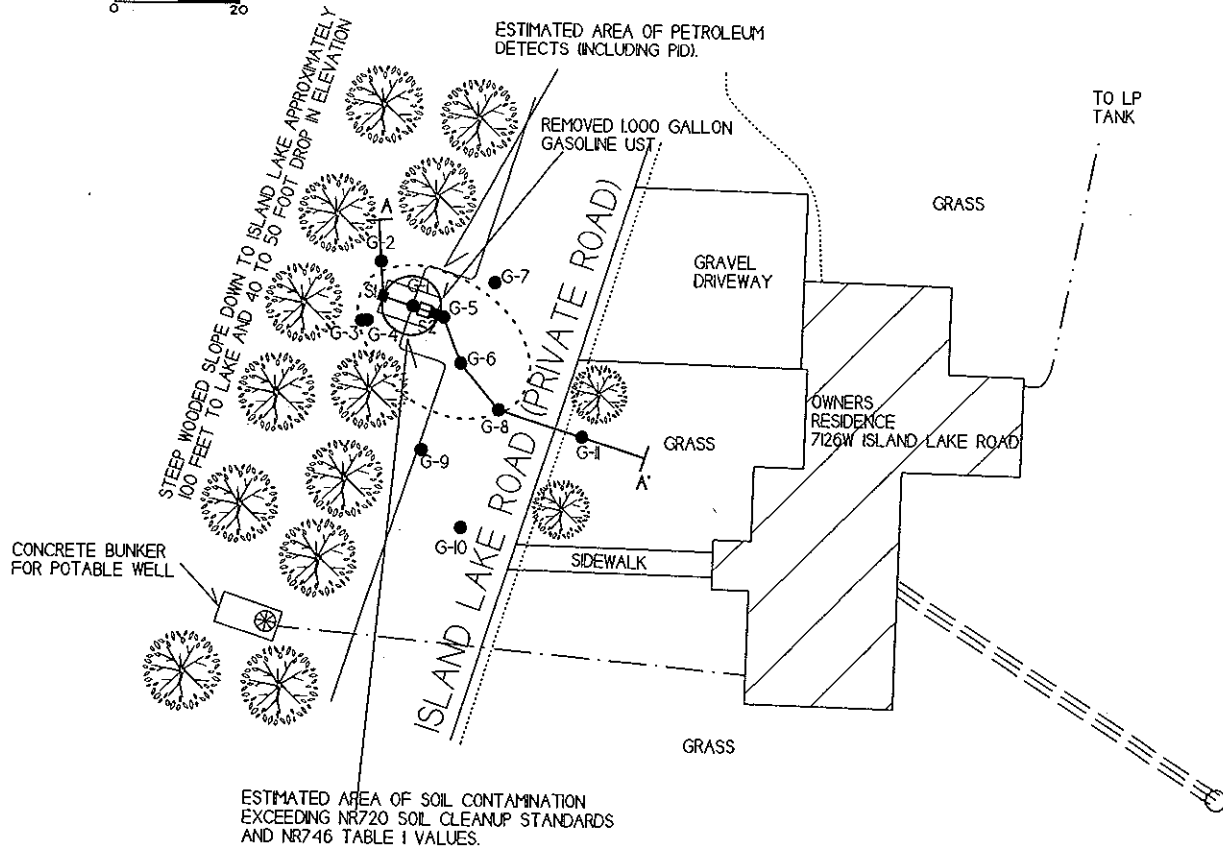 0 20
ESTIMATED AREA OF PETROLEUM
DETECTS (INCLUDING PID).
STEEP WOODED SLOPE DOWN TO ISLAND LAKE APPROXIMATELY
100 FEET TO LAKE AND 40 TO 50 FOOT DROP IN ELEVATION
TO LP
TANK
REMOVED 1,000 GALLON
GASOLINE UST
GRASS
A
G-2
G-7
GRAVEL
DRIVEWAY
S1
G-1
G-5
S2
G-3
G-4
G-6
ISLAND LAKE ROAD (PRIVATE ROAD)
OWNERS
RESIDENCE
7126W ISLAND LAKE ROAD
G-8
GRASS
G-11
A'
G-9
G-10
CONCRETE BUNKER
FOR POTABLE WELL
SIDEWALK
GRASS
ESTIMATED AREA OF SOIL CONTAMINATION
EXCEEDING NR720 SOIL CLEANUP STANDARDS
AND NR746 TABLE 1 VALUES.